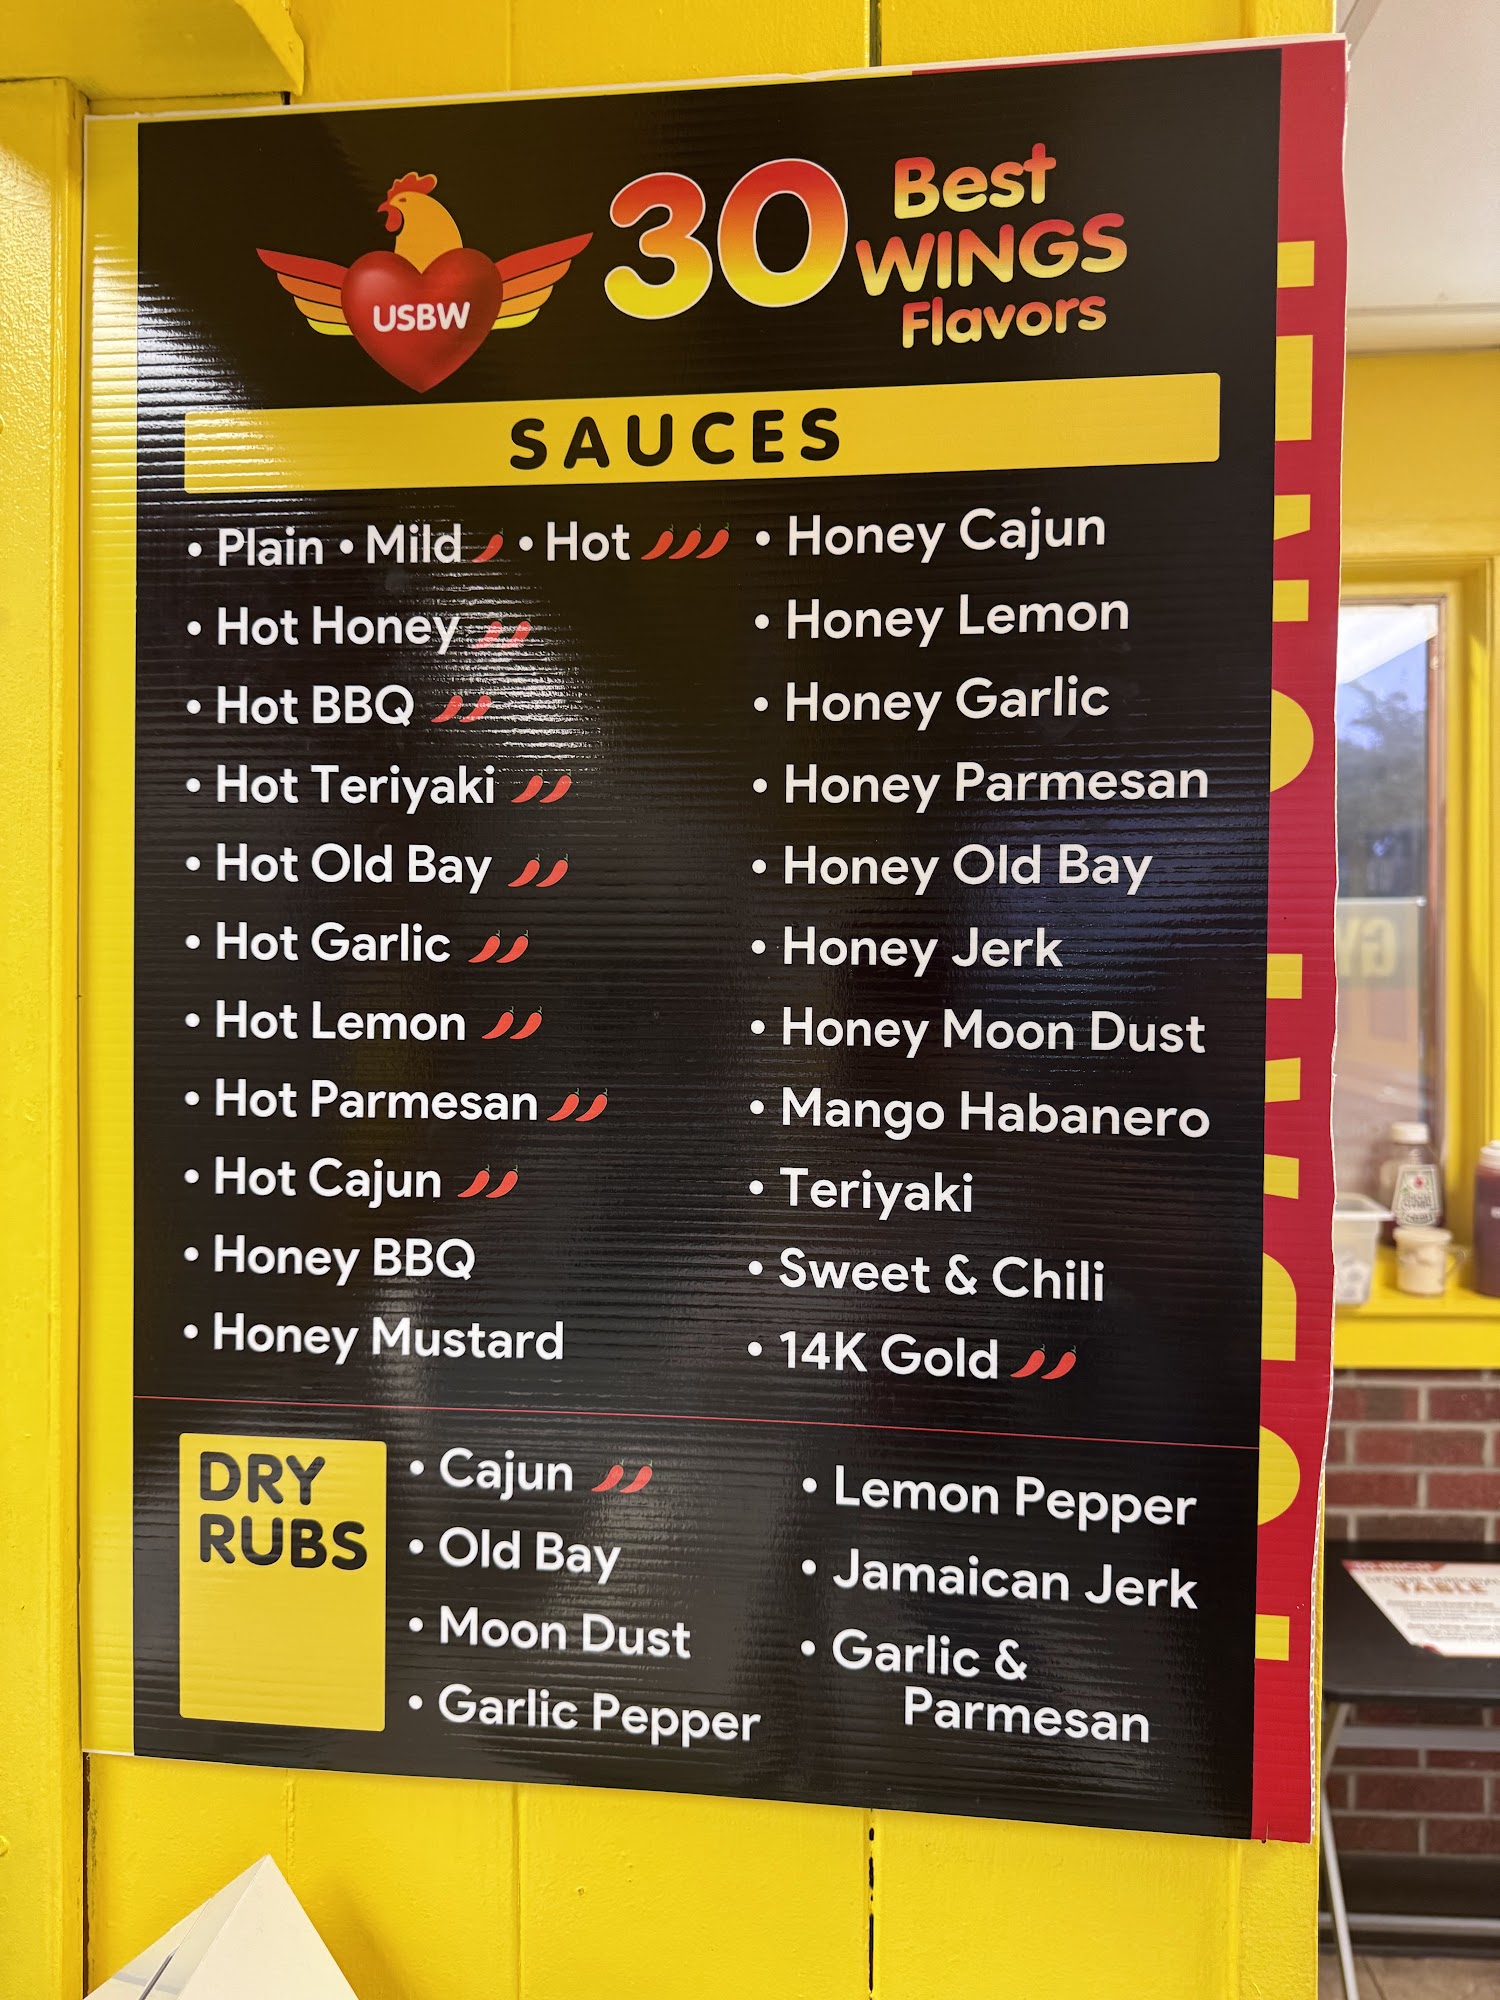 USBW
30 Best
WINGS
Flavors
SAUCES
• Plain • Mild • Hot
• Hot Honey
• Hot BBQ
• Hot Teriyaki
• Hot Old Bay
• Hot Garlic
• Hot Lemon
• Hot Parmesan
• Hot Cajun
• Honey BBQ
• Honey Mustard
• Honey Cajun
• Honey Lemon
• Honey Garlic
• Honey Parmesan
• Honey Old Bay
• Honey Jerk
• Honey Moon Dust
• Mango Habanero
• Teriyaki
• Sweet & Chili
• 14K Gold
DRY
RUBS
• Cajun
• Old Bay
• Moon Dust
• Garlic Pepper
• Lemon Pepper
• Jamaican Jerk
• Garlic &
Parmesan
TABLE